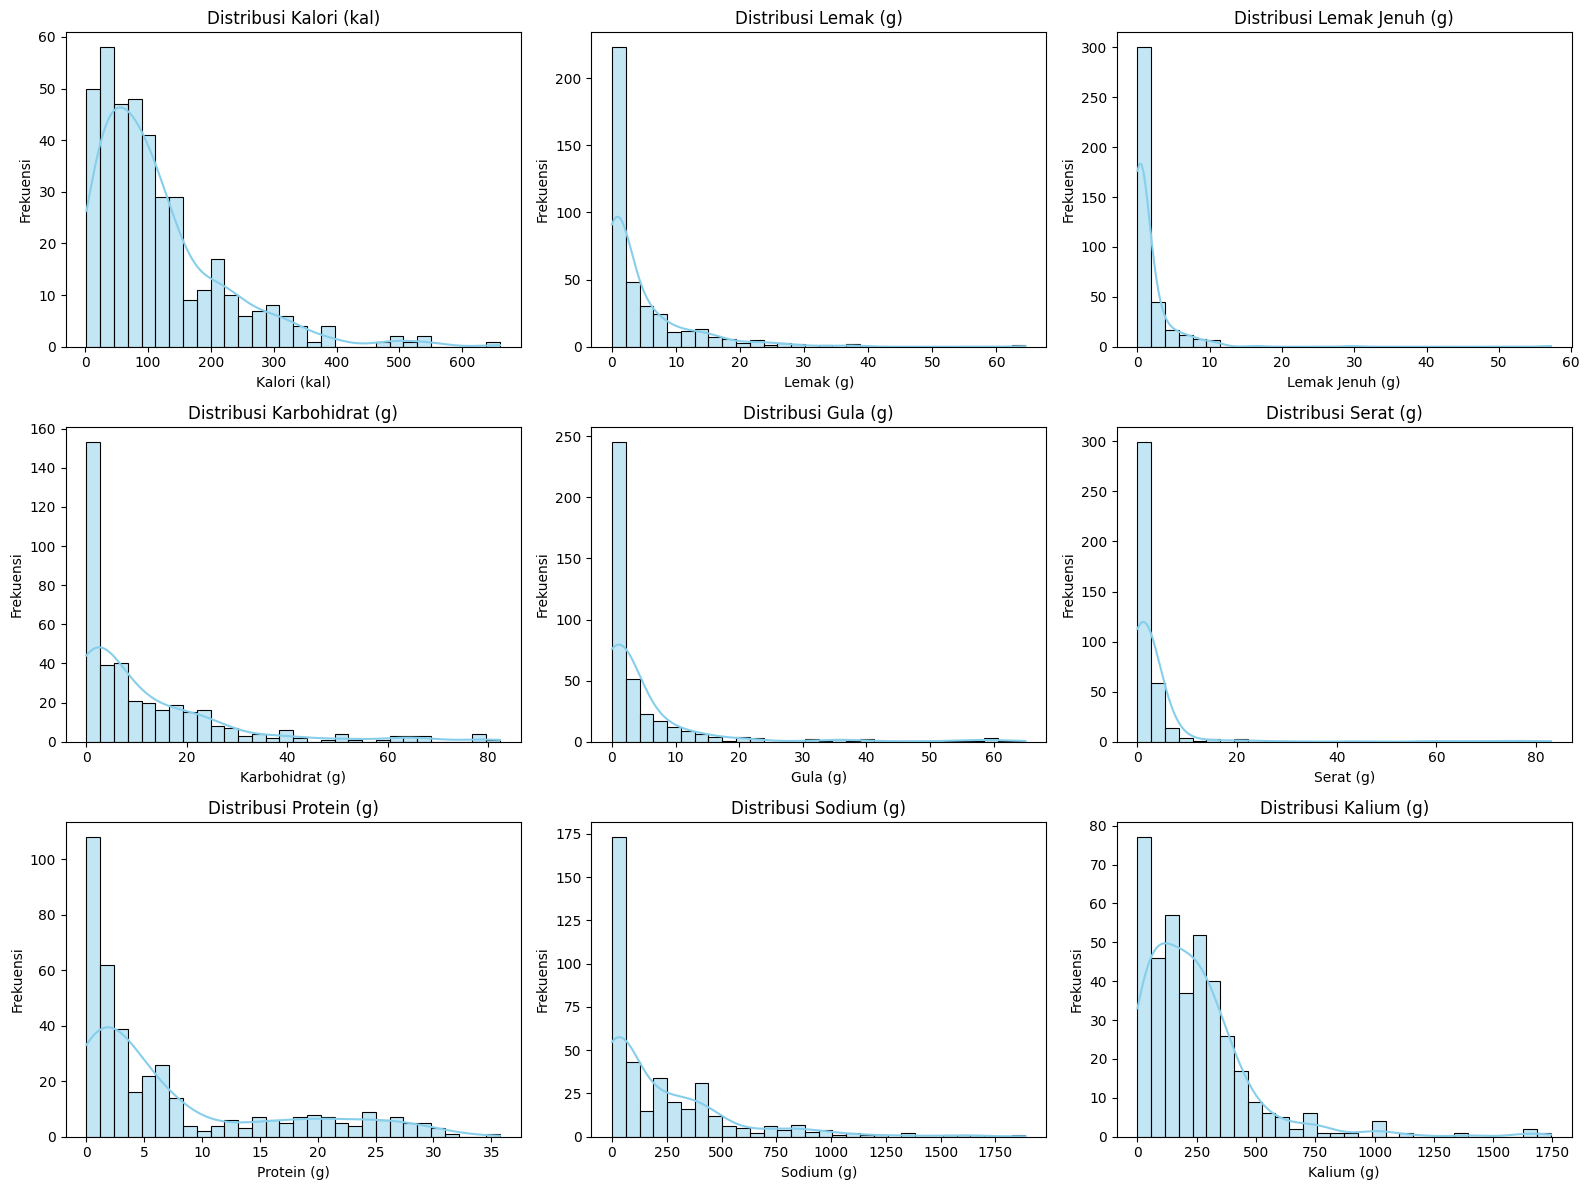 Distribusi Kalori (kal)
60
50
40
30
20
10
0
Frekuensi
0 100 200 300 400 500 600
Kalori (kal)
Distribusi Lemak (g)
200
150
100
50
0
Frekuensi
0 10 20 30 40 50 60
Lemak (g)
Distribusi Lemak Jenuh (g)
300
250
200
150
100
50
0
Frekuensi
0 10 20 30 40 50 60
Lemak Jenuh (g)
Distribusi Karbohidrat (g)
160
140
120
100
80
60
40
20
0
Frekuensi
0 20 40 60 80
Karbohidrat (g)
Distribusi Gula (g)
250
200
150
100
50
0
Frekuensi
0 10 20 30 40 50 60
Gula (g)
Distribusi Serat (g)
300
250
200
150
100
50
0
Frekuensi
0 20 40 60 80
Serat (g)
Distribusi Protein (g)
100
80
60
40
20
0
Frekuensi
0 5 10 15 20 25 30 35
Protein (g)
Distribusi Sodium (g)
175
150
125
100
75
50
25
0
Frekuensi
0 250 500 750 1000 1250 1500 1750
Sodium (g)
Distribusi Kalium (g)
80
70
60
50
40
30
20
10
0
Frekuensi
0 250 500 750 1000 1250 1500 1750
Kalium (g)